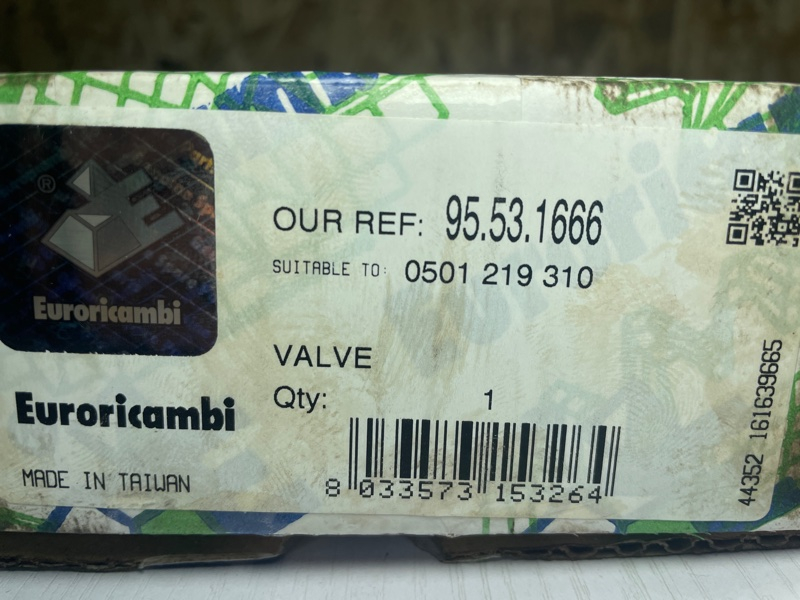 ®
Euroricambi
OUR REF: 95.53.1666
SUITABLE TO: 0501 219 310
VALVE
Qty: 1
Euroricambi
MADE IN TAIWAN
8 033573 153264
44352 161639665